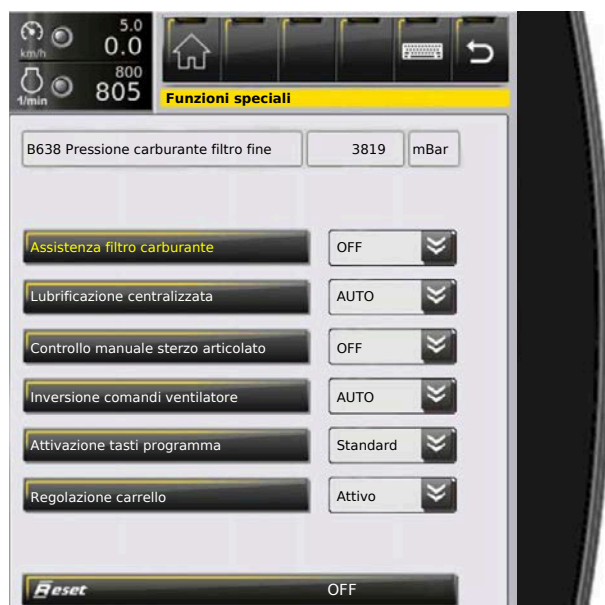 5.0
km/h 0.0
800
1/min 805
Funzioni speciali
B638 Pressione carburante filtro fine 3819 mBar
Assistenza filtro carburante OFF
Lubrificazione centralizzata AUTO
Controllo manuale sterzo articolato OFF
Inversione comandi ventilatore AUTO
Attivazione tasti programma Standard
Regolazione carrello Attivo
Reset OFF